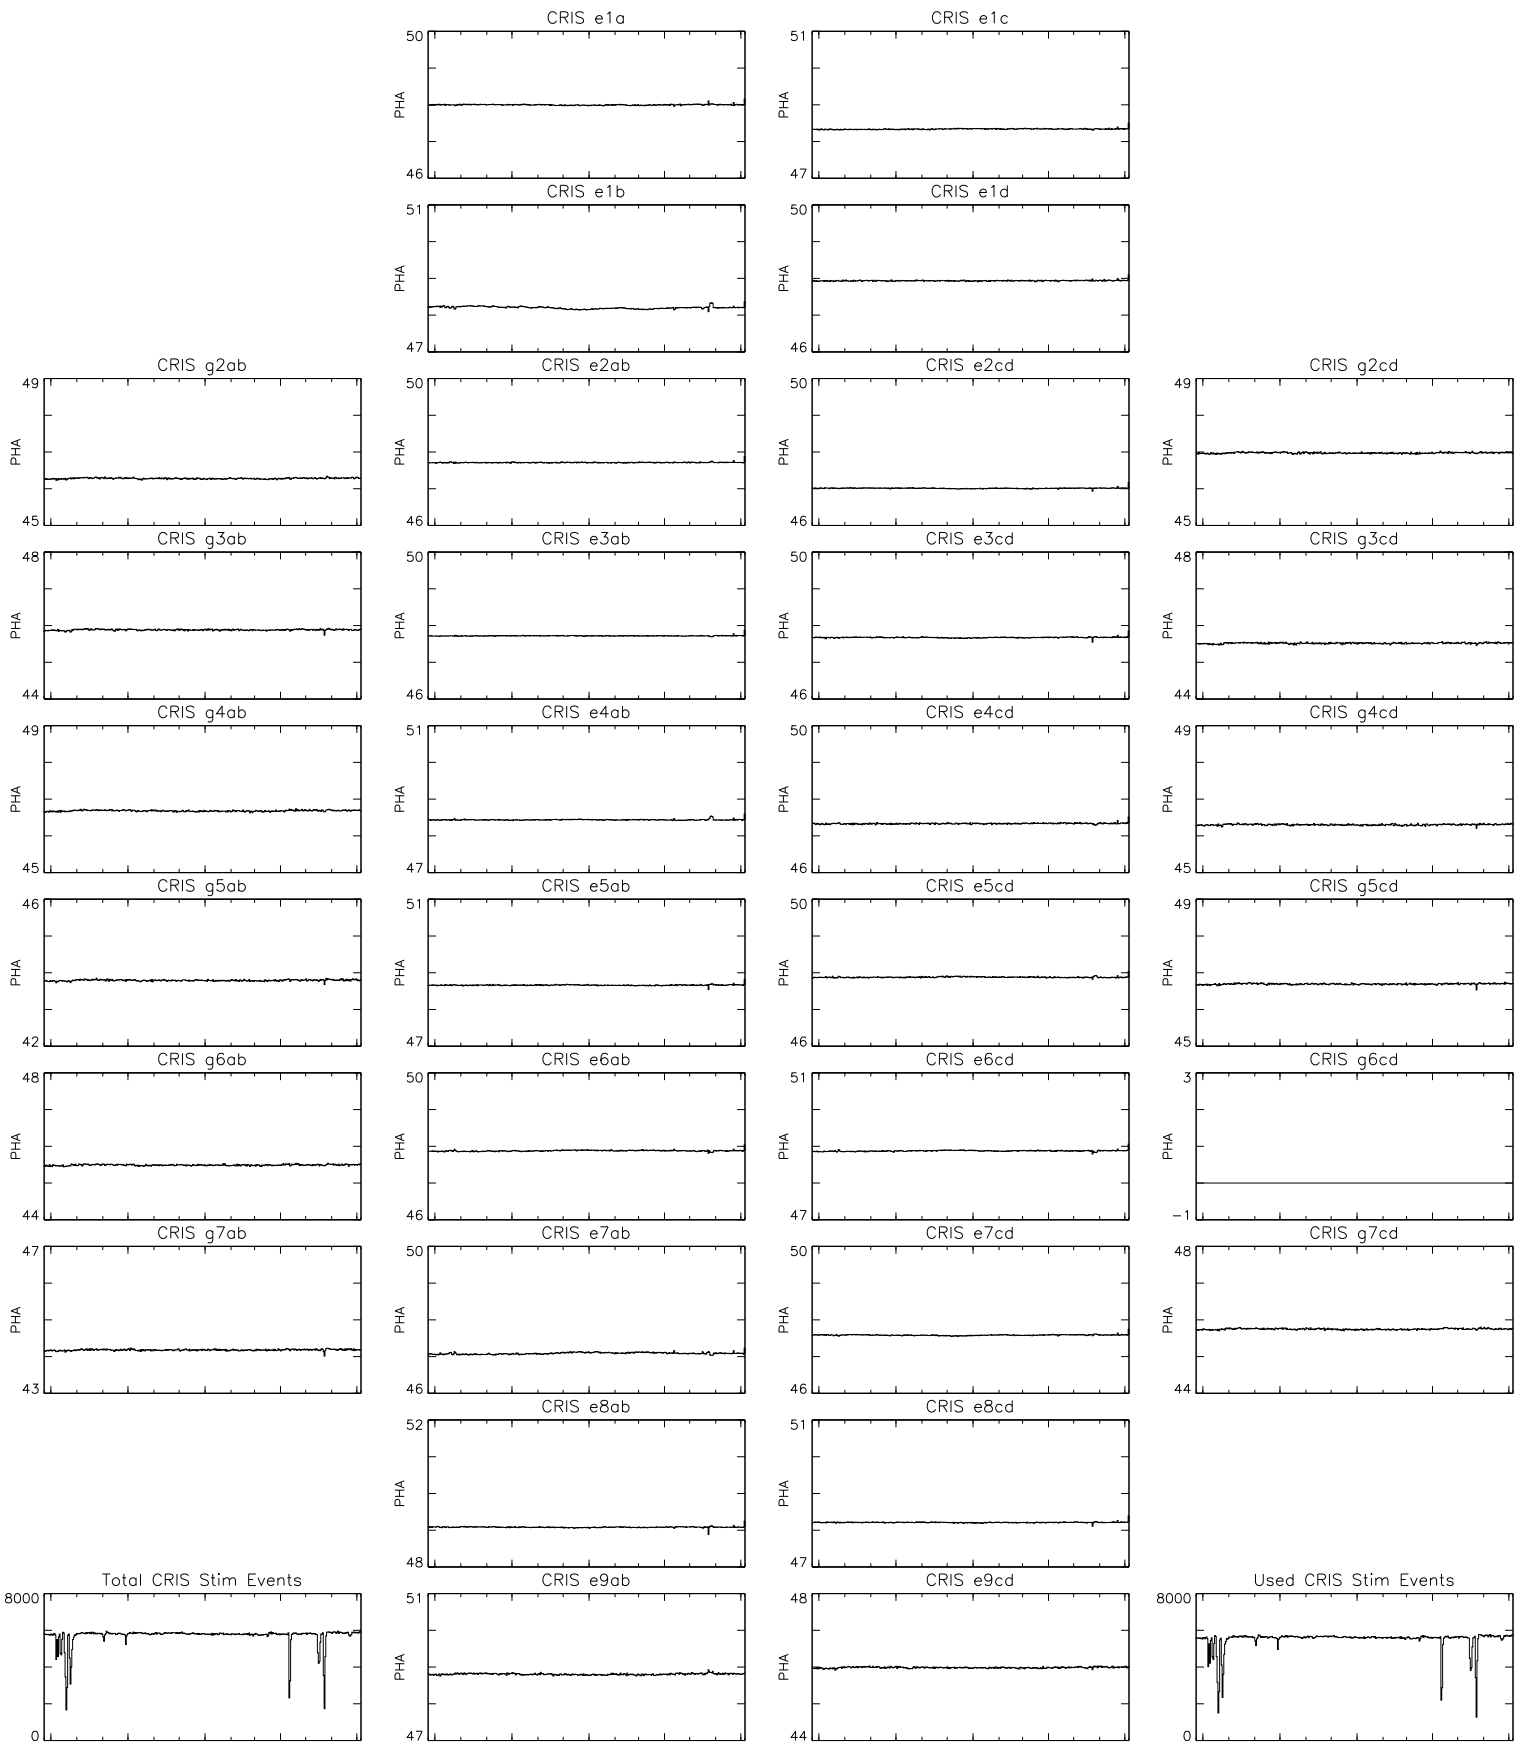 CRIS e1a CRIS e1c
50 51
PHA PHA
46 47
CRIS e1b CRIS e1d
51 50
PHA PHA
47 46
CRIS g2ab CRIS e2ab CRIS e2cd CRIS g2cd
49 50 50 49
PHA PHA PHA PHA
45 46 46 45
CRIS g3ab CRIS e3ab CRIS e3cd CRIS g3cd
48 50 50 48
PHA PHA PHA PHA
44 46 46 44
CRIS g4ab CRIS e4ab CRIS e4cd CRIS g4cd
49 51 50 49
PHA PHA PHA PHA
45 47 46 45
CRIS g5ab CRIS e5ab CRIS e5cd CRIS g5cd
46 51 50 49
PHA PHA PHA PHA
42 47 46 45
CRIS g6ab CRIS e6ab CRIS e6cd CRIS g6cd
48 50 51 3
PHA PHA PHA PHA
44 46 47 -1
CRIS g7ab CRIS e7ab CRIS e7cd CRIS g7cd
47 50 50 48
PHA PHA PHA PHA
43 46 46 44
CRIS e8ab CRIS e8cd
52 51
PHA PHA
48 47
Total CRIS Stim Events CRIS e9ab CRIS e9cd Used CRIS Stim Events
8000 51 48 8000
PHA PHA
0 47 44 0